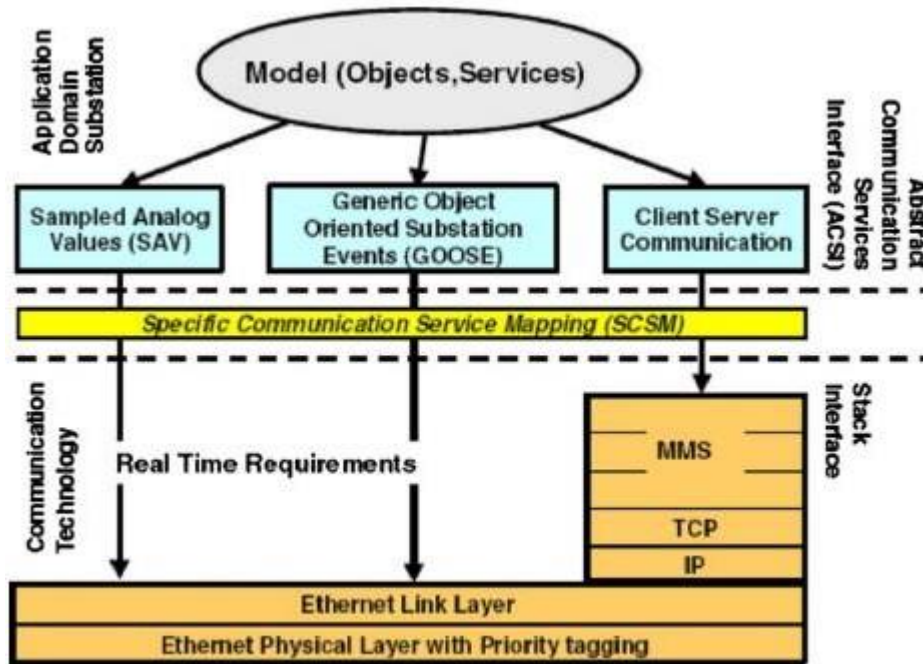 Model (Objects,Services)
Application
Domain
Substation
Abstract
Communication
Services
Interface (ACSI)
Sampled Analog
Values (SAV)
Generic Object
Oriented Substation
Events (GOOSE)
Client Server
Communication
Specific Communication Service Mapping (SCSM)
Communication
Technology
Real Time Requirements
Stack
Interface
MMS
TCP
IP
Ethernet Link Layer
Ethernet Physical Layer with Priority tagging